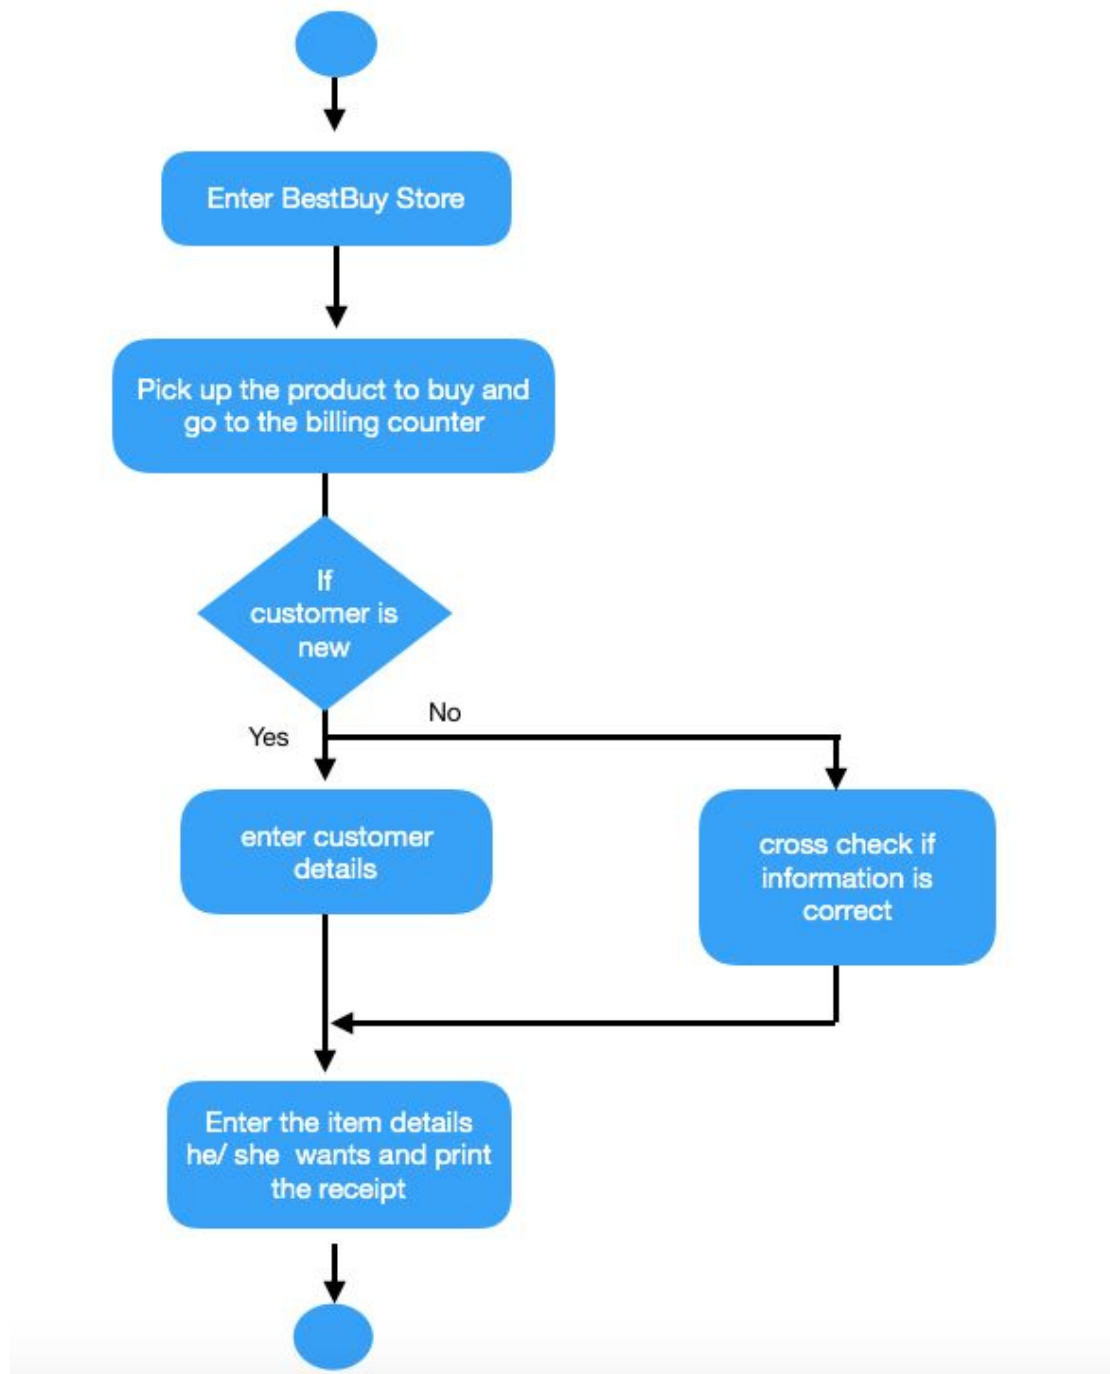 Enter BestBuy Store
Pick up the product to buy and
go to the billing counter
If
customer is
new
No
Yes
enter customer
details
cross check if
information is
correct
Enter the item details
he/ she  wants and print
the receipt